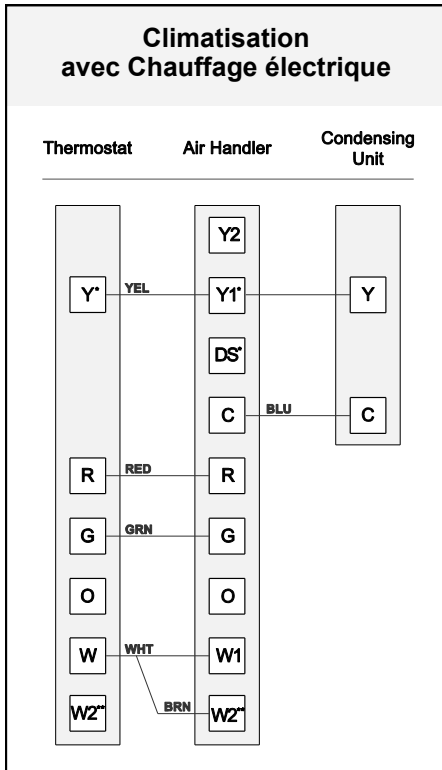 Climatisation
avec Chauffage électrique
Thermostat Air Handler Condensing
Unit
Y2
Y* YEL Y1* Y
DS*
C BLU C
R RED R
G GRN G
O O
W WHT W1
W2** BRN W2**